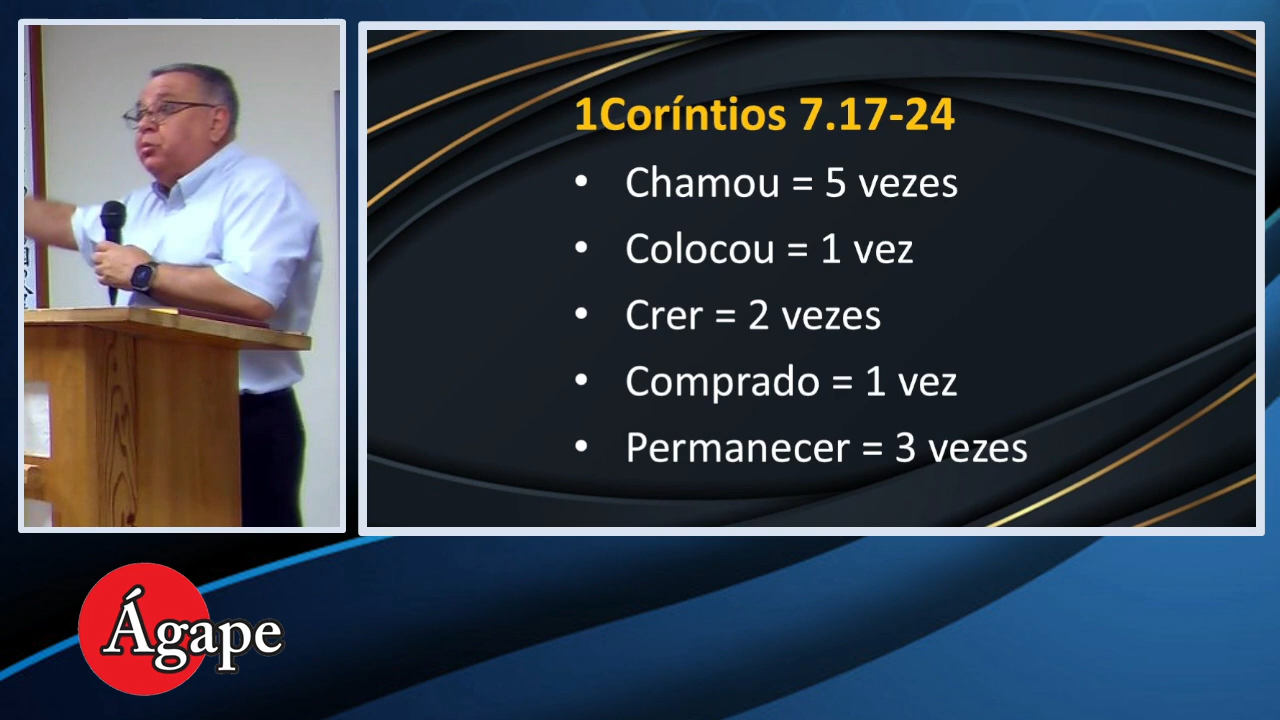 1Coríntios 7.17-24
• Chamou = 5 vezes
• Colocou = 1 vez
• Crer = 2 vezes
• Comprado = 1 vez
• Permanecer = 3 vezes
Ágape